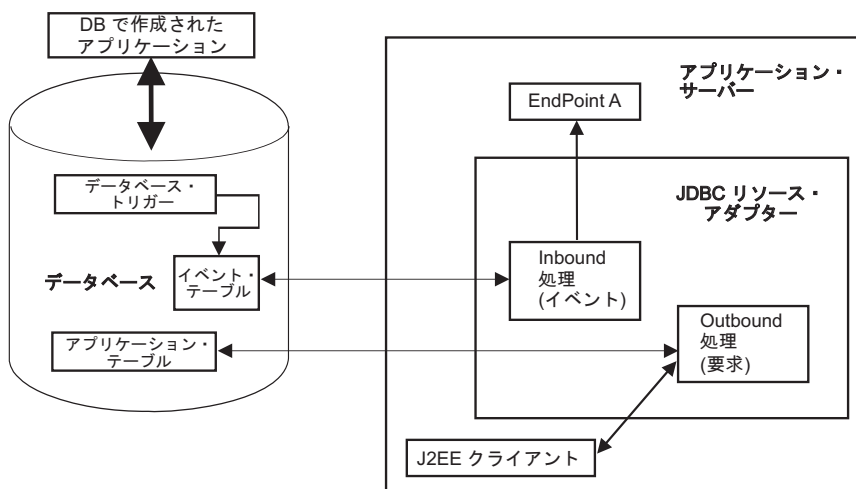 DB で作成された
アプリケーション
アプリケーション・
サーバー
EndPoint A
データベース・
トリガー
JDBC リソース・
アダプター
データベース
イベント・
テーブル
Inbound
処理
(イベント)
アプリケーション・
テーブル
Outbound
処理
(要求)
J2EE クライアント